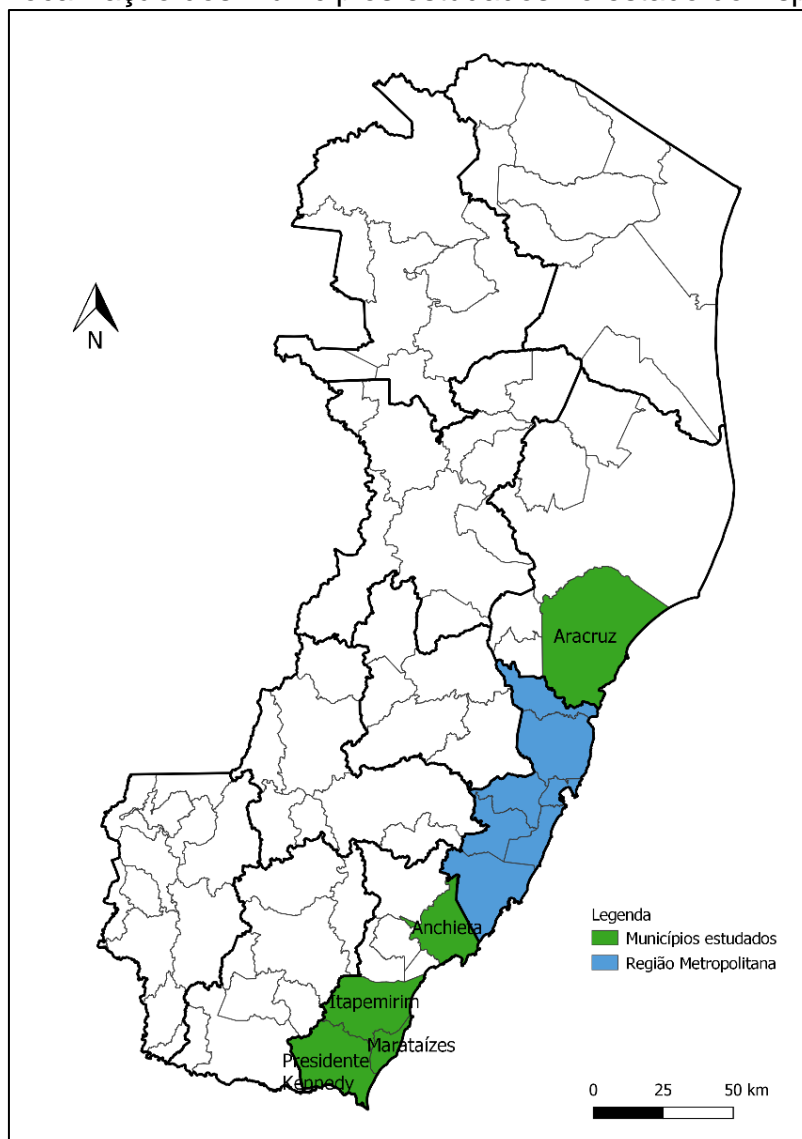 N
Aracruz
Anchieta
Legenda
Municípios estudados
Região Metropolitana
Itapemirim
Marataízes
Presidente
Kennedy
0 25 50 km